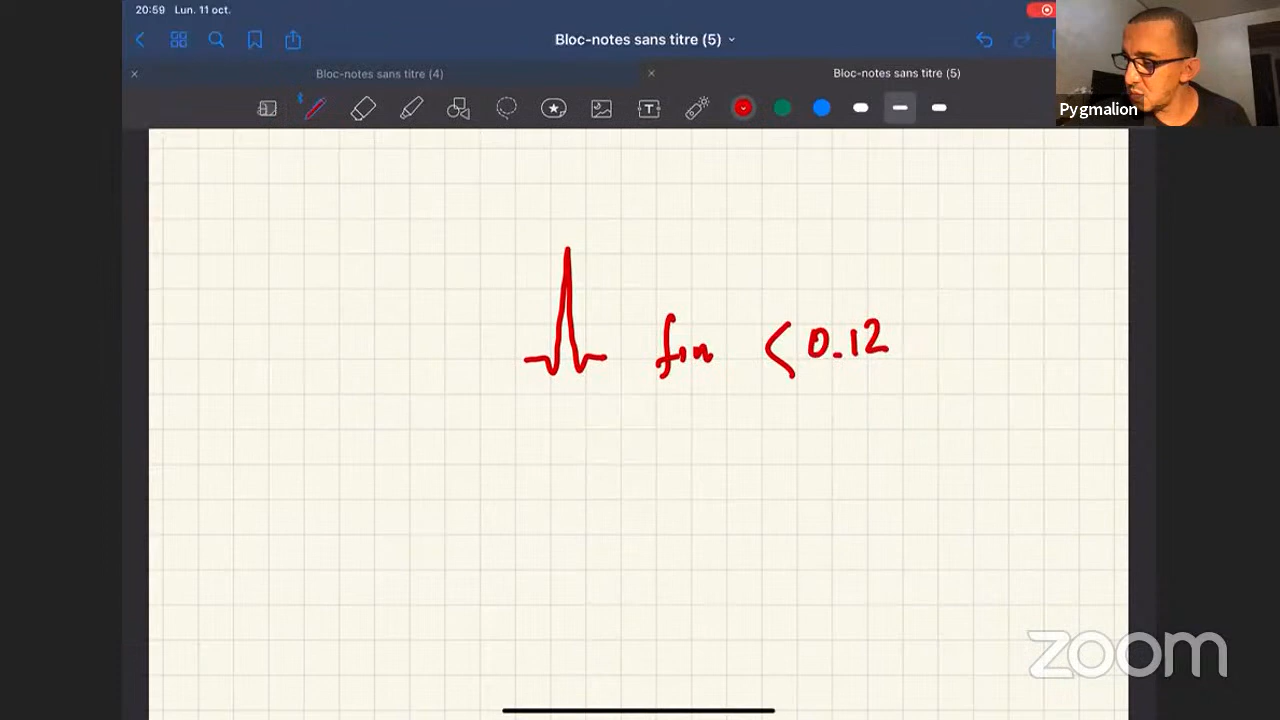 20:59 Lun. 11 oct.
Bloc-notes sans titre (5)
Bloc-notes sans titre (4)
Bloc-notes sans titre (5)
Pygmalion
fin < 0.12
zoom